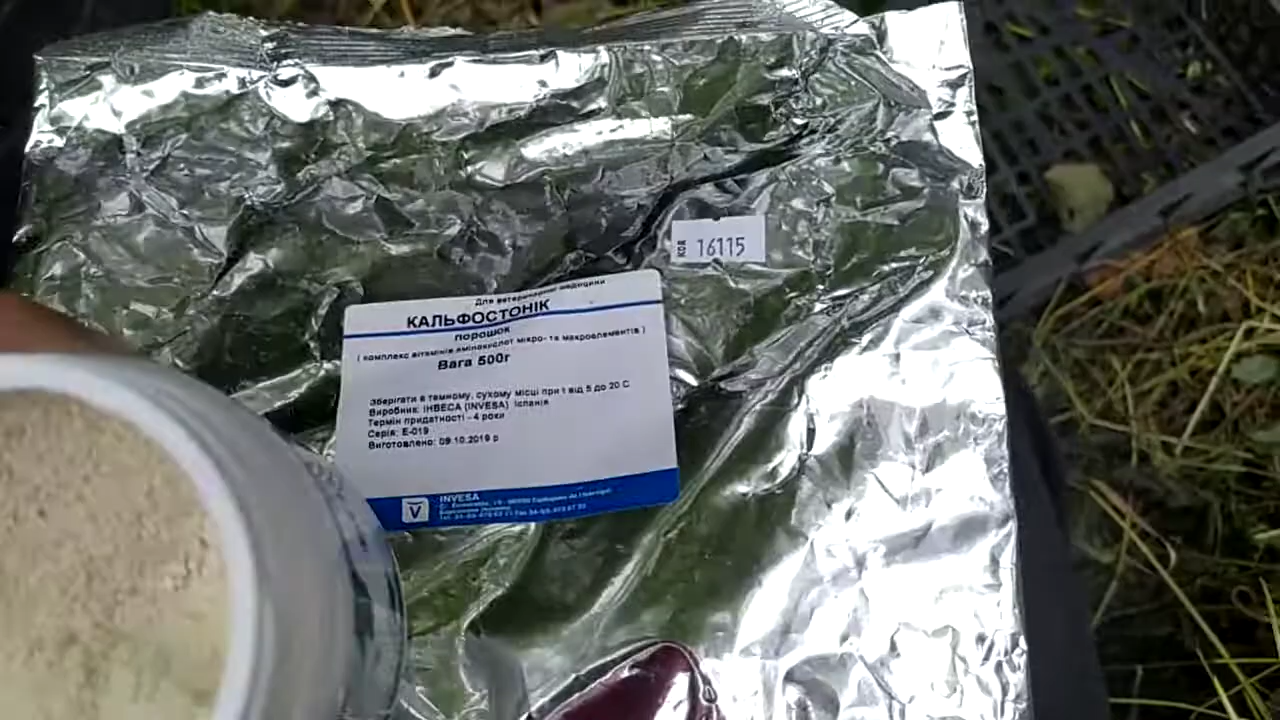 КОД 16115
Для ветеринарної медицини
КАЛЬФОСТОНІК
порошок
( комплекс вітамінів амінокислот мікро- та макроелементів )
Вага 500г
Зберігати в темному, сухому місці при t від 5 до 20 С
Виробник: ІНВЕСА (INVESA) Іспанія
Термін придатності - 4 роки
Серія: Е-019
Виготовлено: 09.10.2019 р
V
INVESA